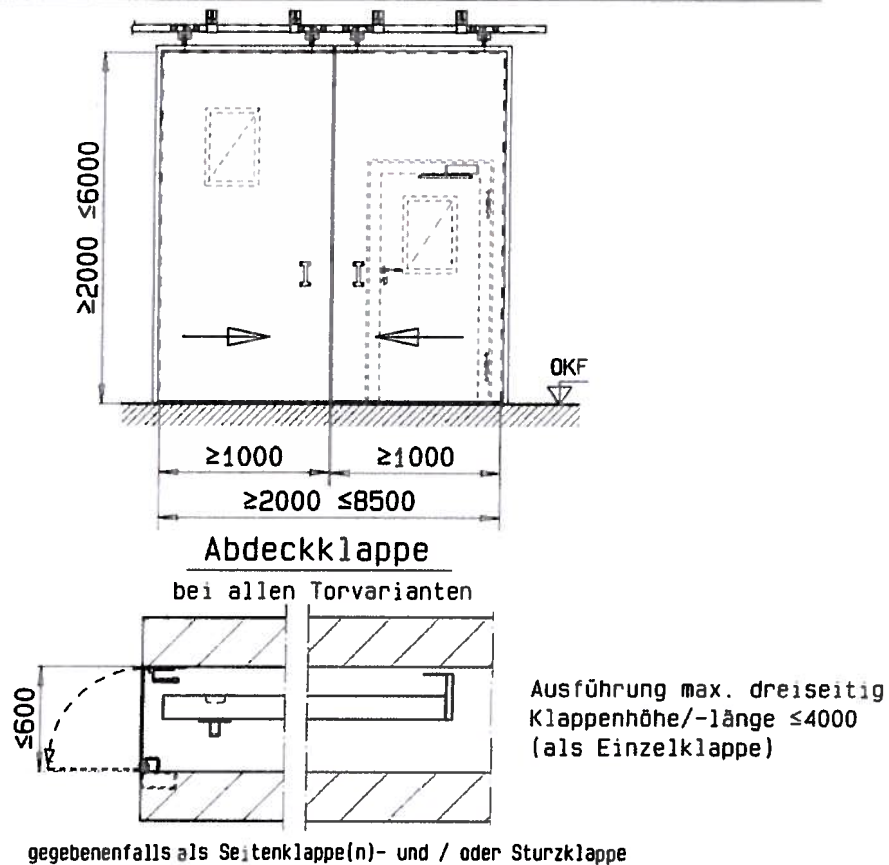 ≥2000 ≤6000
OKF
≥1000 ≥1000
≥2000 ≤8500
Abdeckklappe
bei allen Torvarianten
≤600
Ausführung max. dreiseitig
Klappenhöhe/-länge ≤4000
(als Einzelklappe)
gegebenenfalls als Seitenklappe(n)- und / oder Sturzklappe